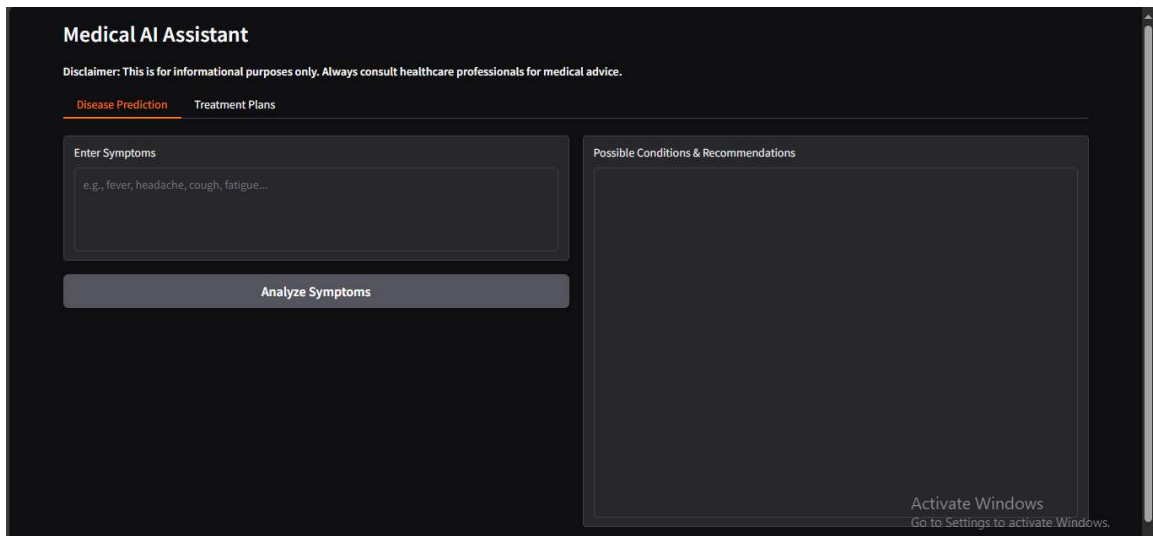 Medical AI Assistant
Disclaimer: This is for informational purposes only. Always consult healthcare professionals for medical advice.
Disease Prediction
Treatment Plans
Enter Symptoms
e.g., fever, headache, cough, fatigue...
Analyze Symptoms
Possible Conditions & Recommendations
Activate Windows
Go to Settings to activate Windows.